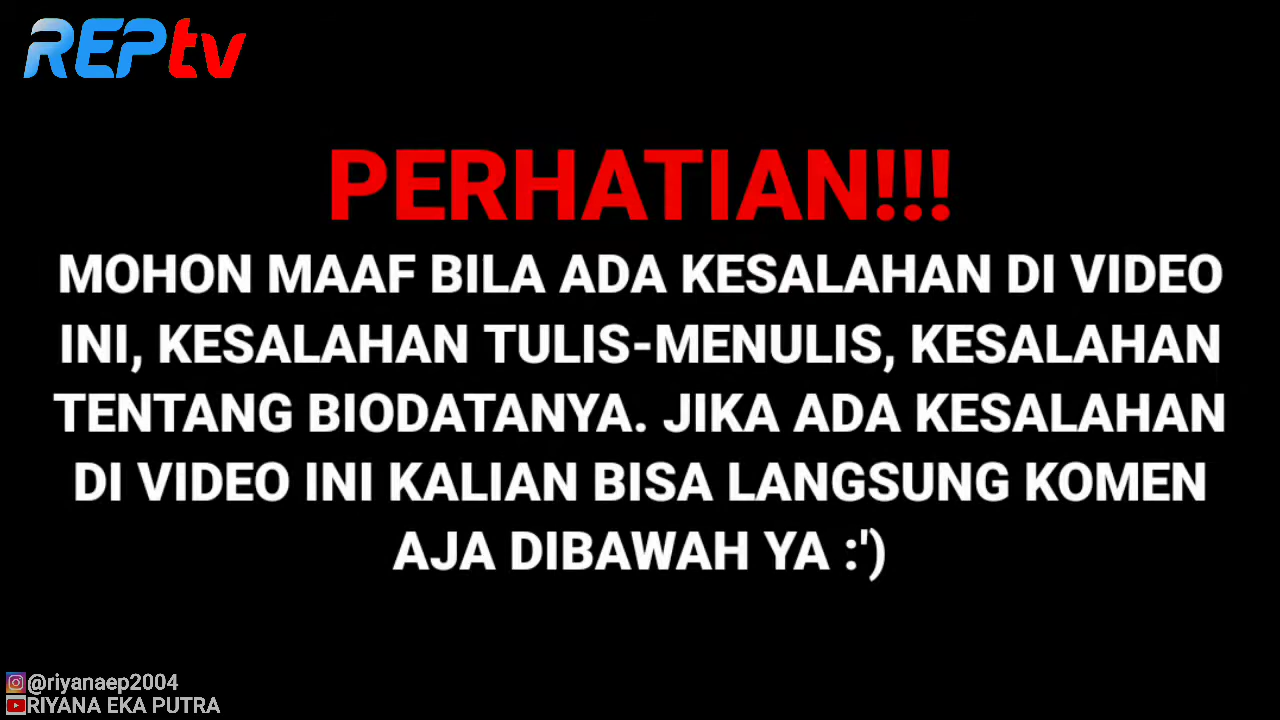 REPtv
PERHATIAN!!!
MOHON MAAF BILA ADA KESALAHAN DI VIDEO
INI, KESALAHAN TULIS-MENULIS, KESALAHAN
TENTANG BIODATANYA. JIKA ADA KESALAHAN
DI VIDEO INI KALIAN BISA LANGSUNG KOMEN
AJA DIBAWAH YA :')
@riyanaep2004
RIYANA EKA PUTRA